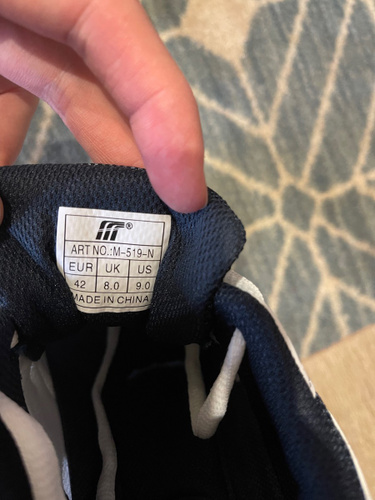 ®
ART NO.:M-519-N
EUR UK US
42 8.0 9.0
MADE IN CHINA